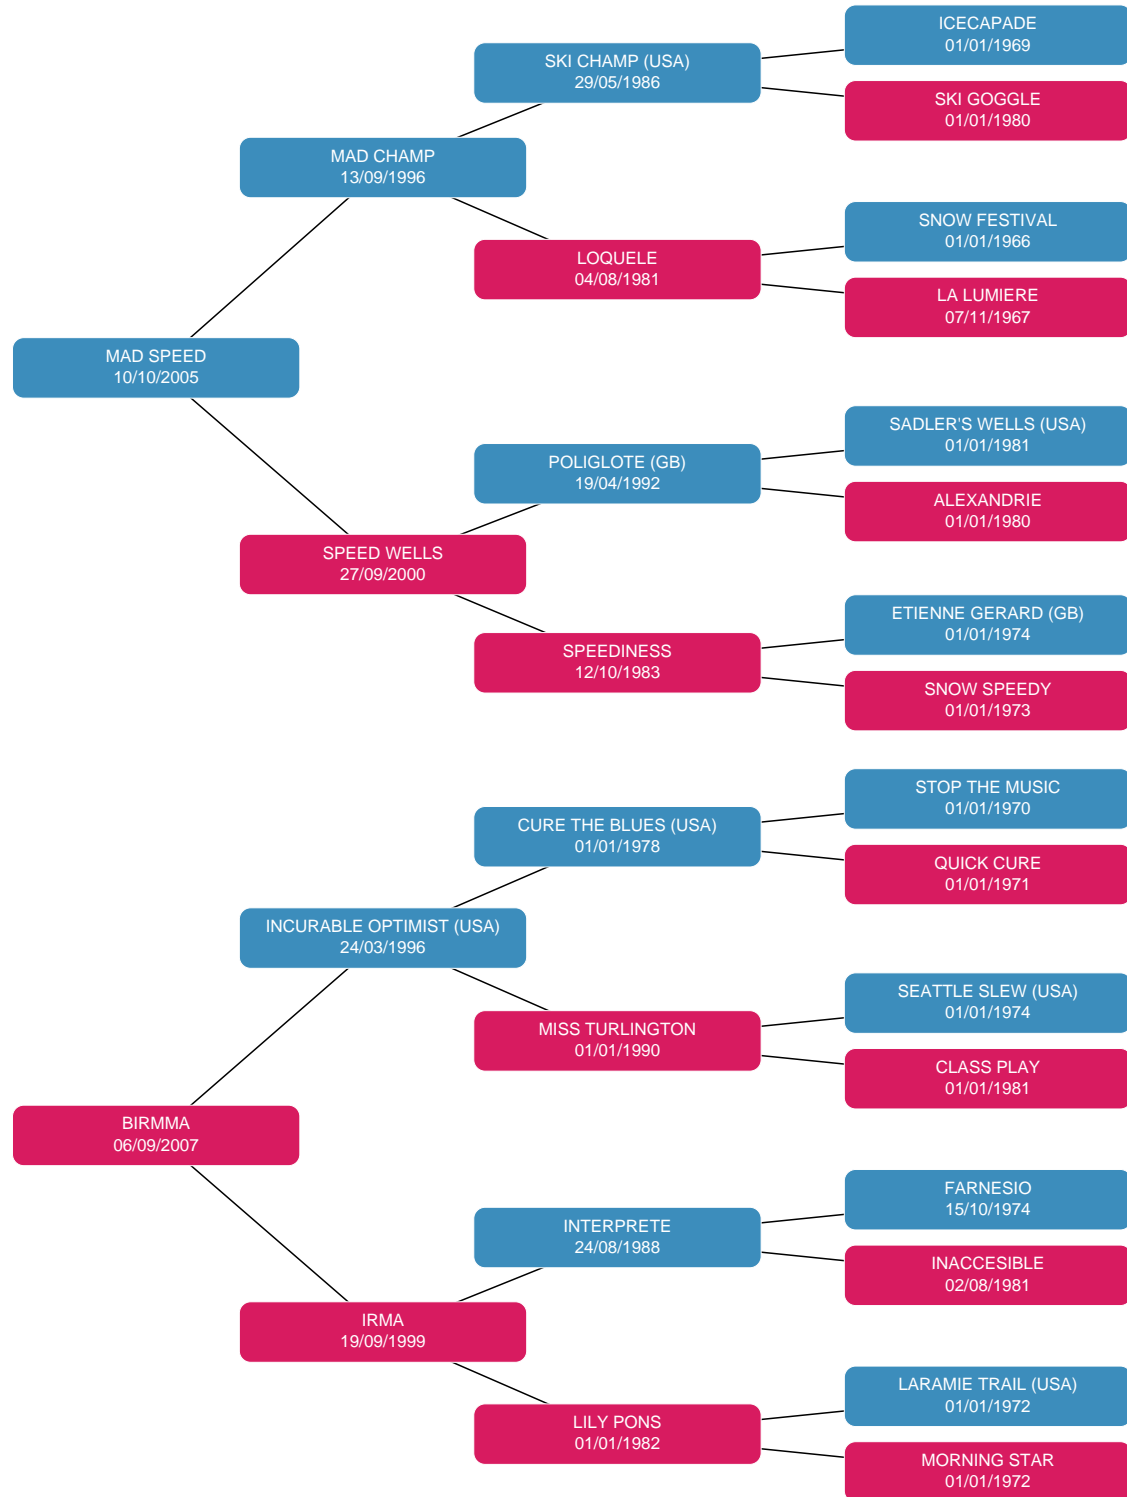 ICECAPADE
01/01/1969
SKI CHAMP (USA)
29/05/1986
SKI GOGGLE
01/01/1980
MAD CHAMP
13/09/1996
SNOW FESTIVAL
01/01/1966
LOQUELE
04/08/1981
LA LUMIERE
07/11/1967
MAD SPEED
10/10/2005
SADLER'S WELLS (USA)
01/01/1981
POLIGLOTE (GB)
19/04/1992
ALEXANDRIE
01/01/1980
SPEED WELLS
27/09/2000
ETIENNE GERARD (GB)
01/01/1974
SPEEDINESS
12/10/1983
SNOW SPEEDY
01/01/1973
STOP THE MUSIC
01/01/1970
CURE THE BLUES (USA)
01/01/1978
QUICK CURE
01/01/1971
INCURABLE OPTIMIST (USA)
24/03/1996
SEATTLE SLEW (USA)
01/01/1974
MISS TURLINGTON
01/01/1990
CLASS PLAY
01/01/1981
BIRMMA
06/09/2007
FARNESIO
15/10/1974
INTERPRETE
24/08/1988
INACCESIBLE
02/08/1981
IRMA
19/09/1999
LARAMIE TRAIL (USA)
01/01/1972
LILY PONS
01/01/1982
MORNING STAR
01/01/1972